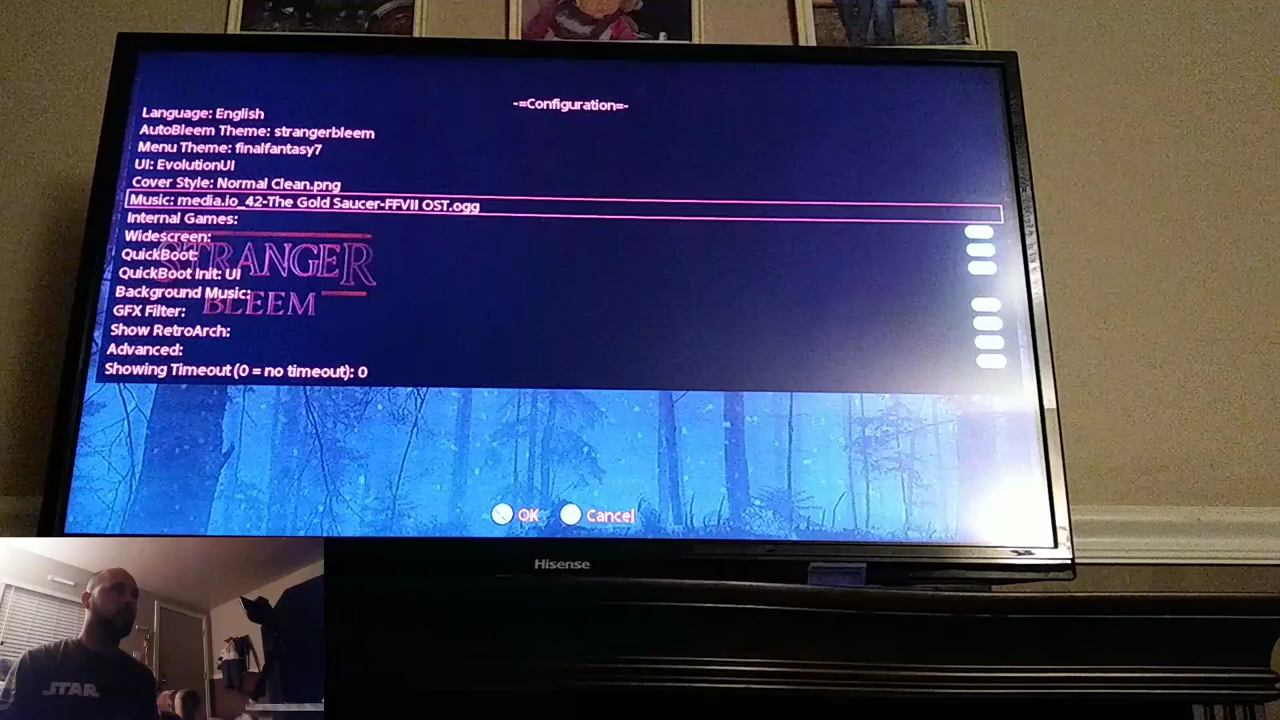 -=Configuration=-
Language: English
AutoBleem Theme: strangerbleem
Menu Theme: finalfantasy7
UI: EvolutionUI
Cover Style: Normal Clean.png
Music: media.io_42-The Gold Saucer-FFVII OST.ogg
Internal Games:
Widescreen:
QuickBoot:
QuickBoot Init: UI
Background Music:
GFX Filter:
Show RetroArch:
Advanced:
Showing Timeout (0 = no timeout): 0
STRANGER
BLEEM
OK Cancel
Hisense
STAR